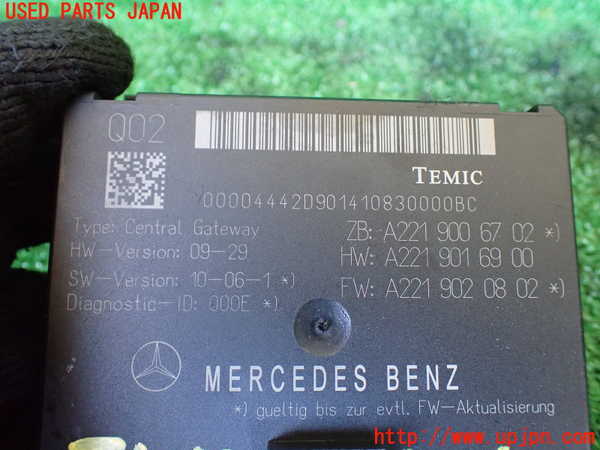 USED PARTS JAPAN
Q02
TEMIC
00004442D901410830000BC
Type: Central Gateway
HW-Version: 09-29
SW-Version: 10-06-1 *)
Diagnostic-ID: 000E *)
ZB: A221 900 67 02 *)
HW: A221 901 69 00
FW: A221 902 08 02 *)
MERCEDES BENZ
*) gueltig bis zur evtl. FW-Aktualisierung
http://www.upjpn.com/